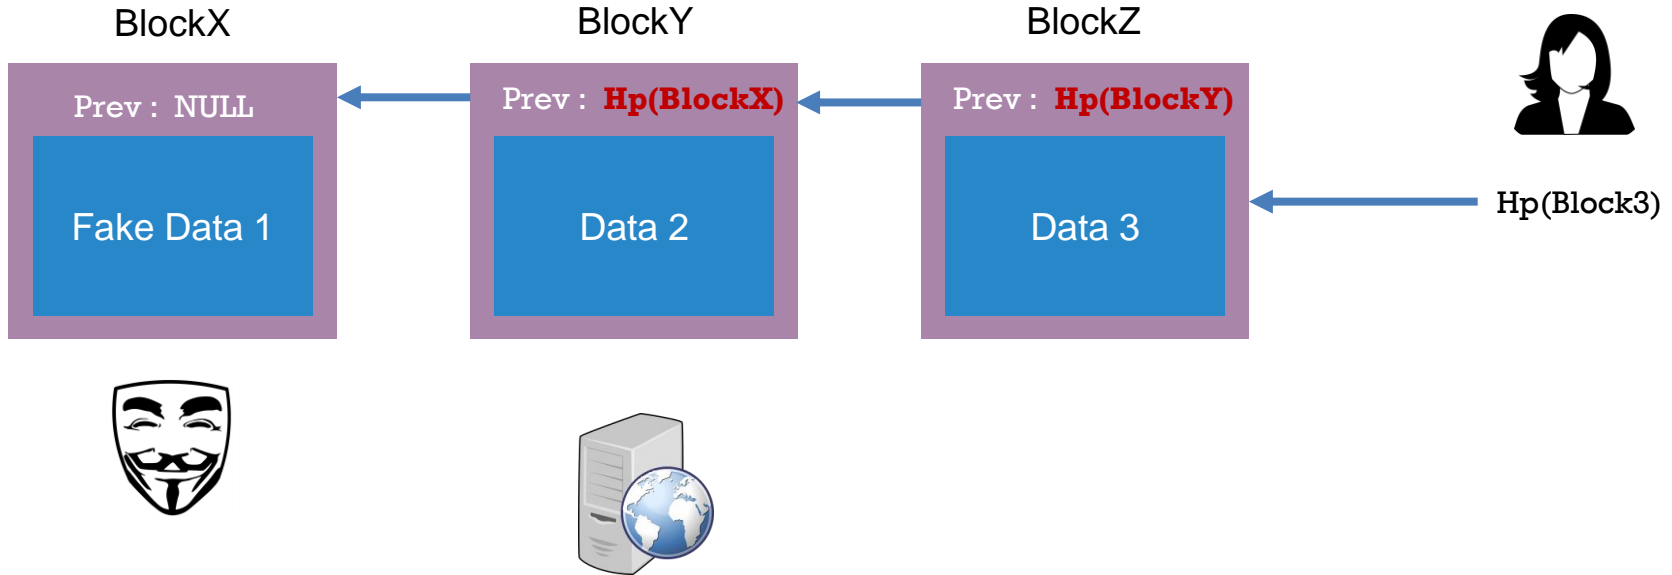 BlockX
BlockY
BlockZ
Prev : NULL
Prev : Hp(BlockX)
Prev : Hp(BlockY)
Fake Data 1
Data 2
Data 3
Hp(Block3)